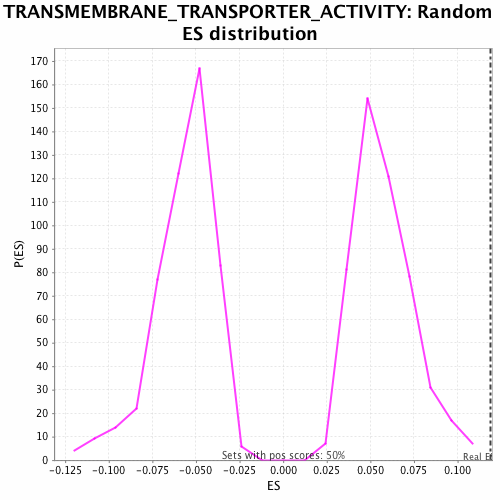 TRANSMEMBRANE_TRANSPORTER_ACTIVITY: Random
ES distribution
170
160
150
140
130
120
110
100
90
80
70
60
50
40
30
20
10
0
P(ES)
Sets with pos scores: 50%
Real E
-0.125 -0.100 -0.075 -0.050 -0.025 0.000 0.025 0.050 0.075 0.100
ES